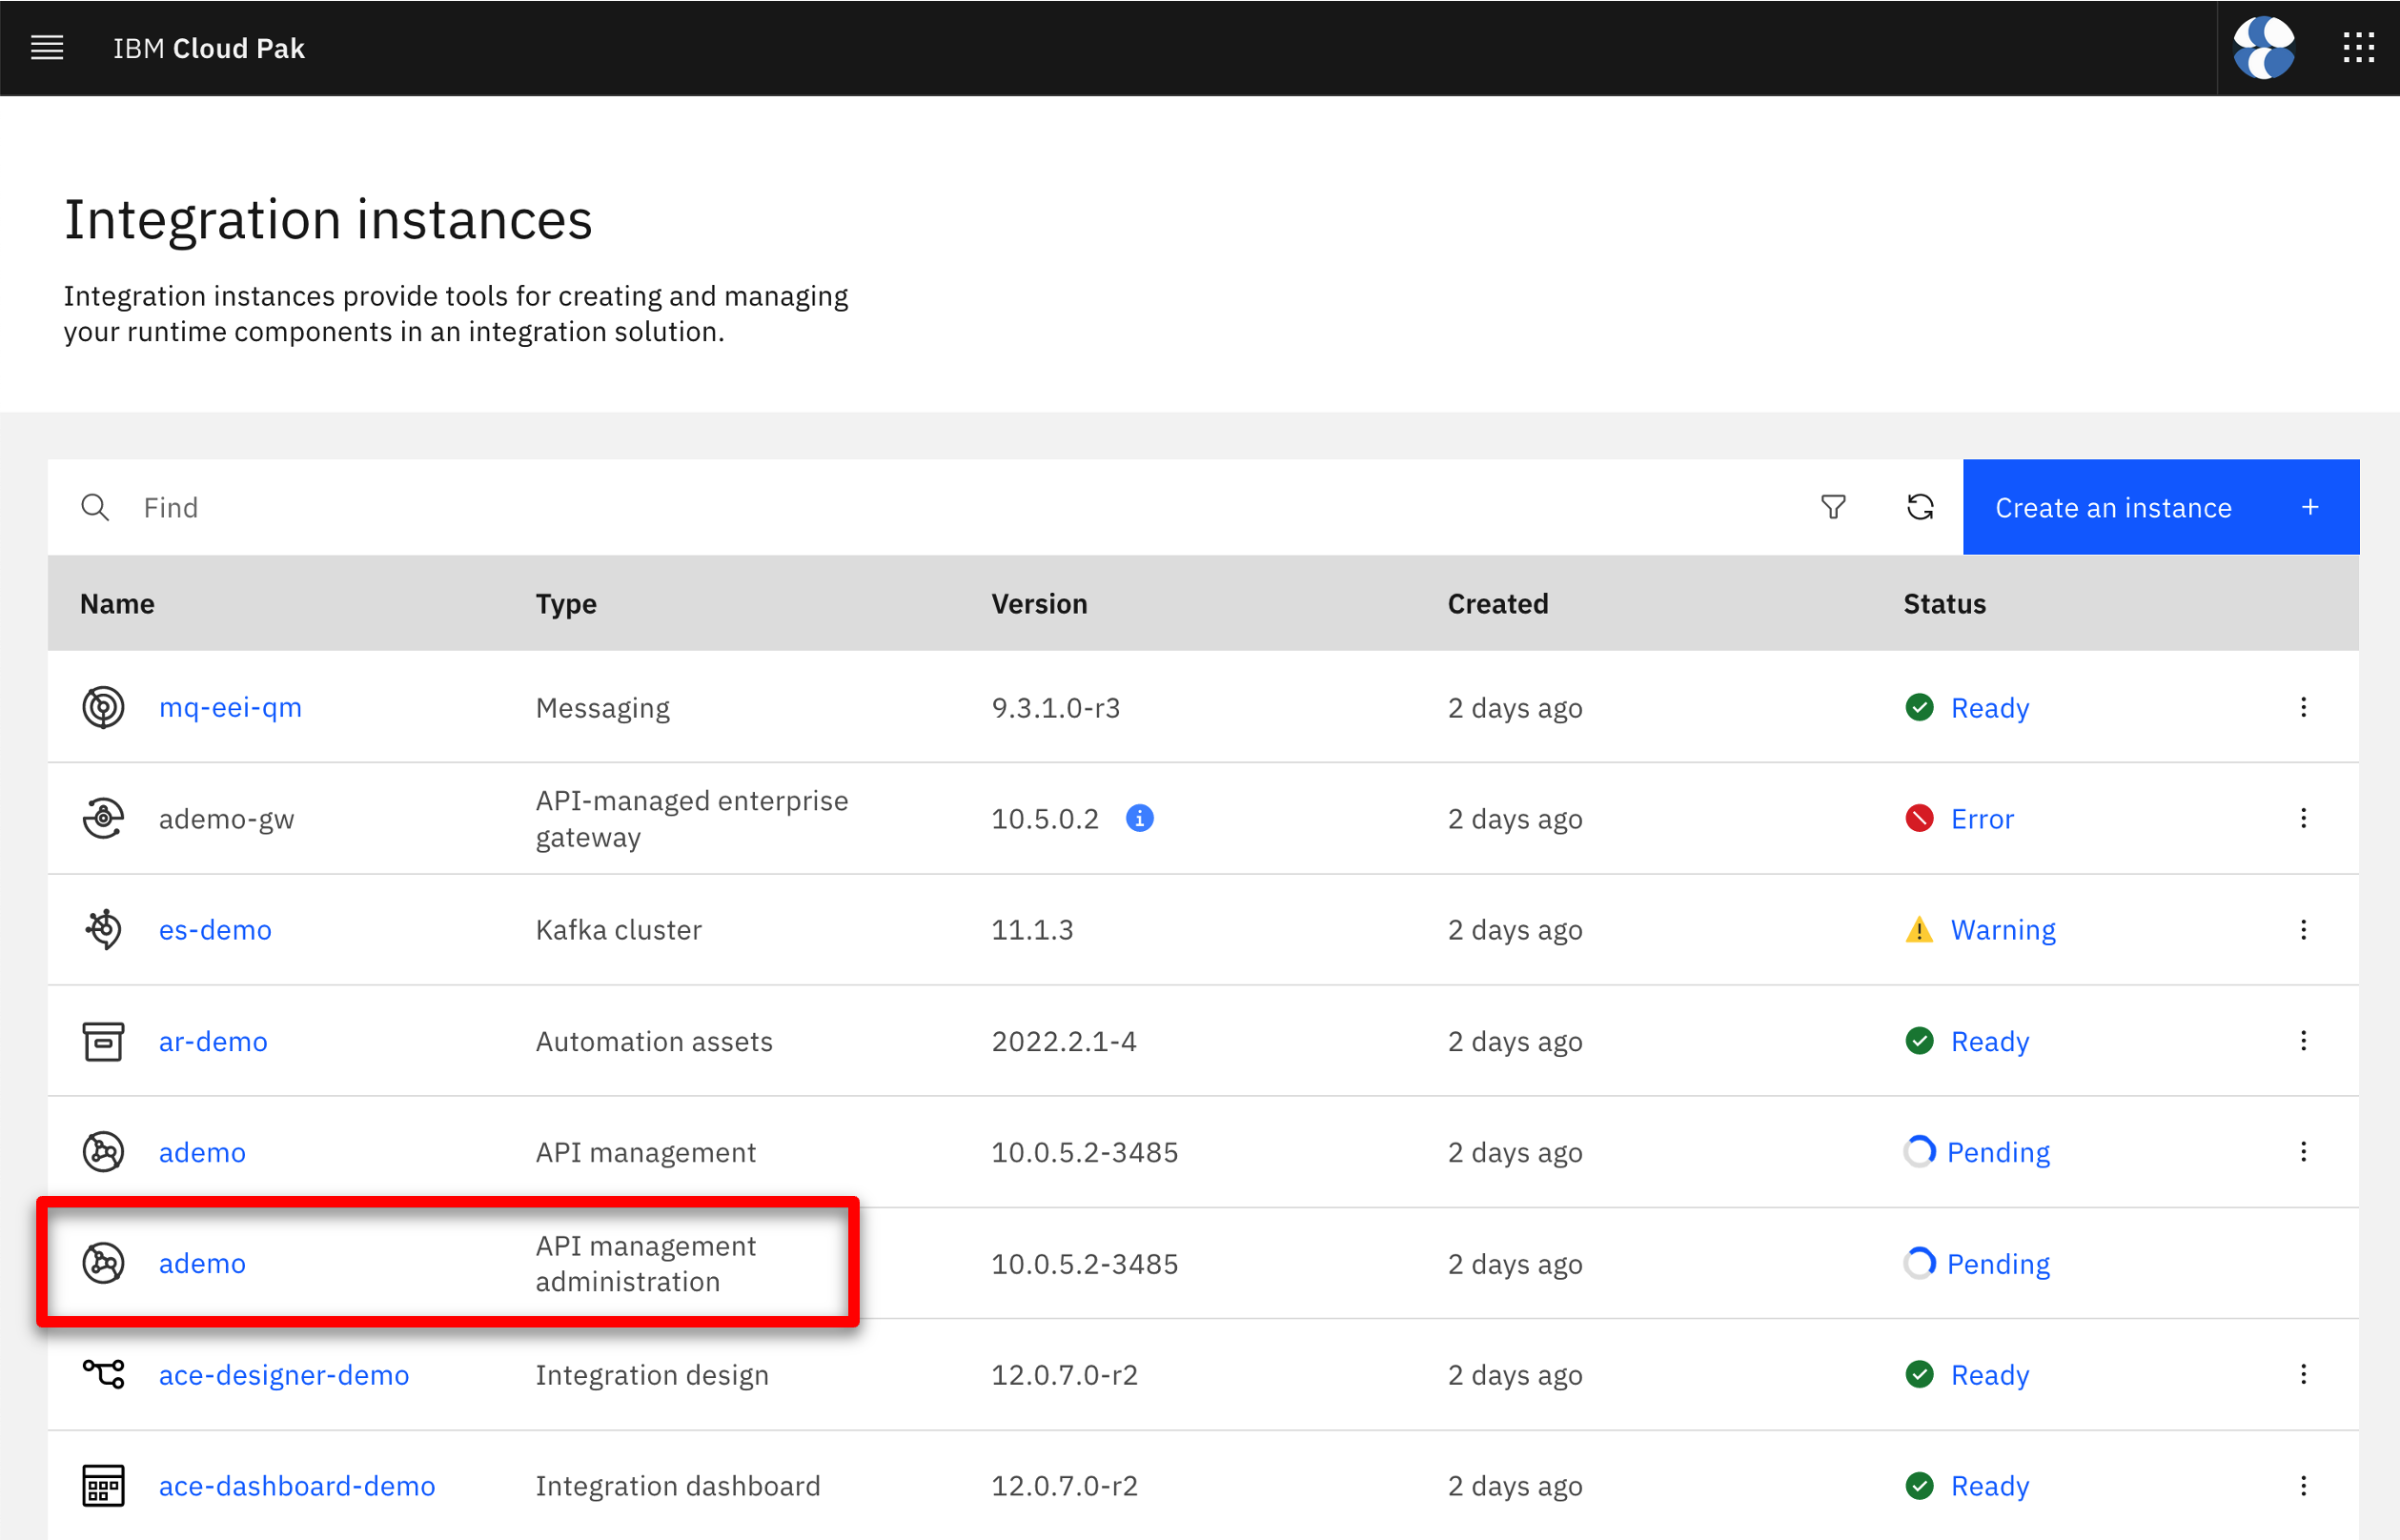 IBM Cloud Pak
Integration instances
Integration instances provide tools for creating and managing
your runtime components in an integration solution.
Find
Create an instance +
Name Type Version Created Status
mq-eei-qm Messaging 9.3.1.0-r3 2 days ago Ready
ademo-gw API-managed enterprise
gateway 10.5.0.2 2 days ago Error
es-demo Kafka cluster 11.1.3 2 days ago Warning
ar-demo Automation assets 2022.2.1-4 2 days ago Ready
ademo API management 10.0.5.2-3485 2 days ago Pending
ademo API management
administration 10.0.5.2-3485 2 days ago Pending
ace-designer-demo Integration design 12.0.7.0-r2 2 days ago Ready
ace-dashboard-demo Integration dashboard 12.0.7.0-r2 2 days ago Ready